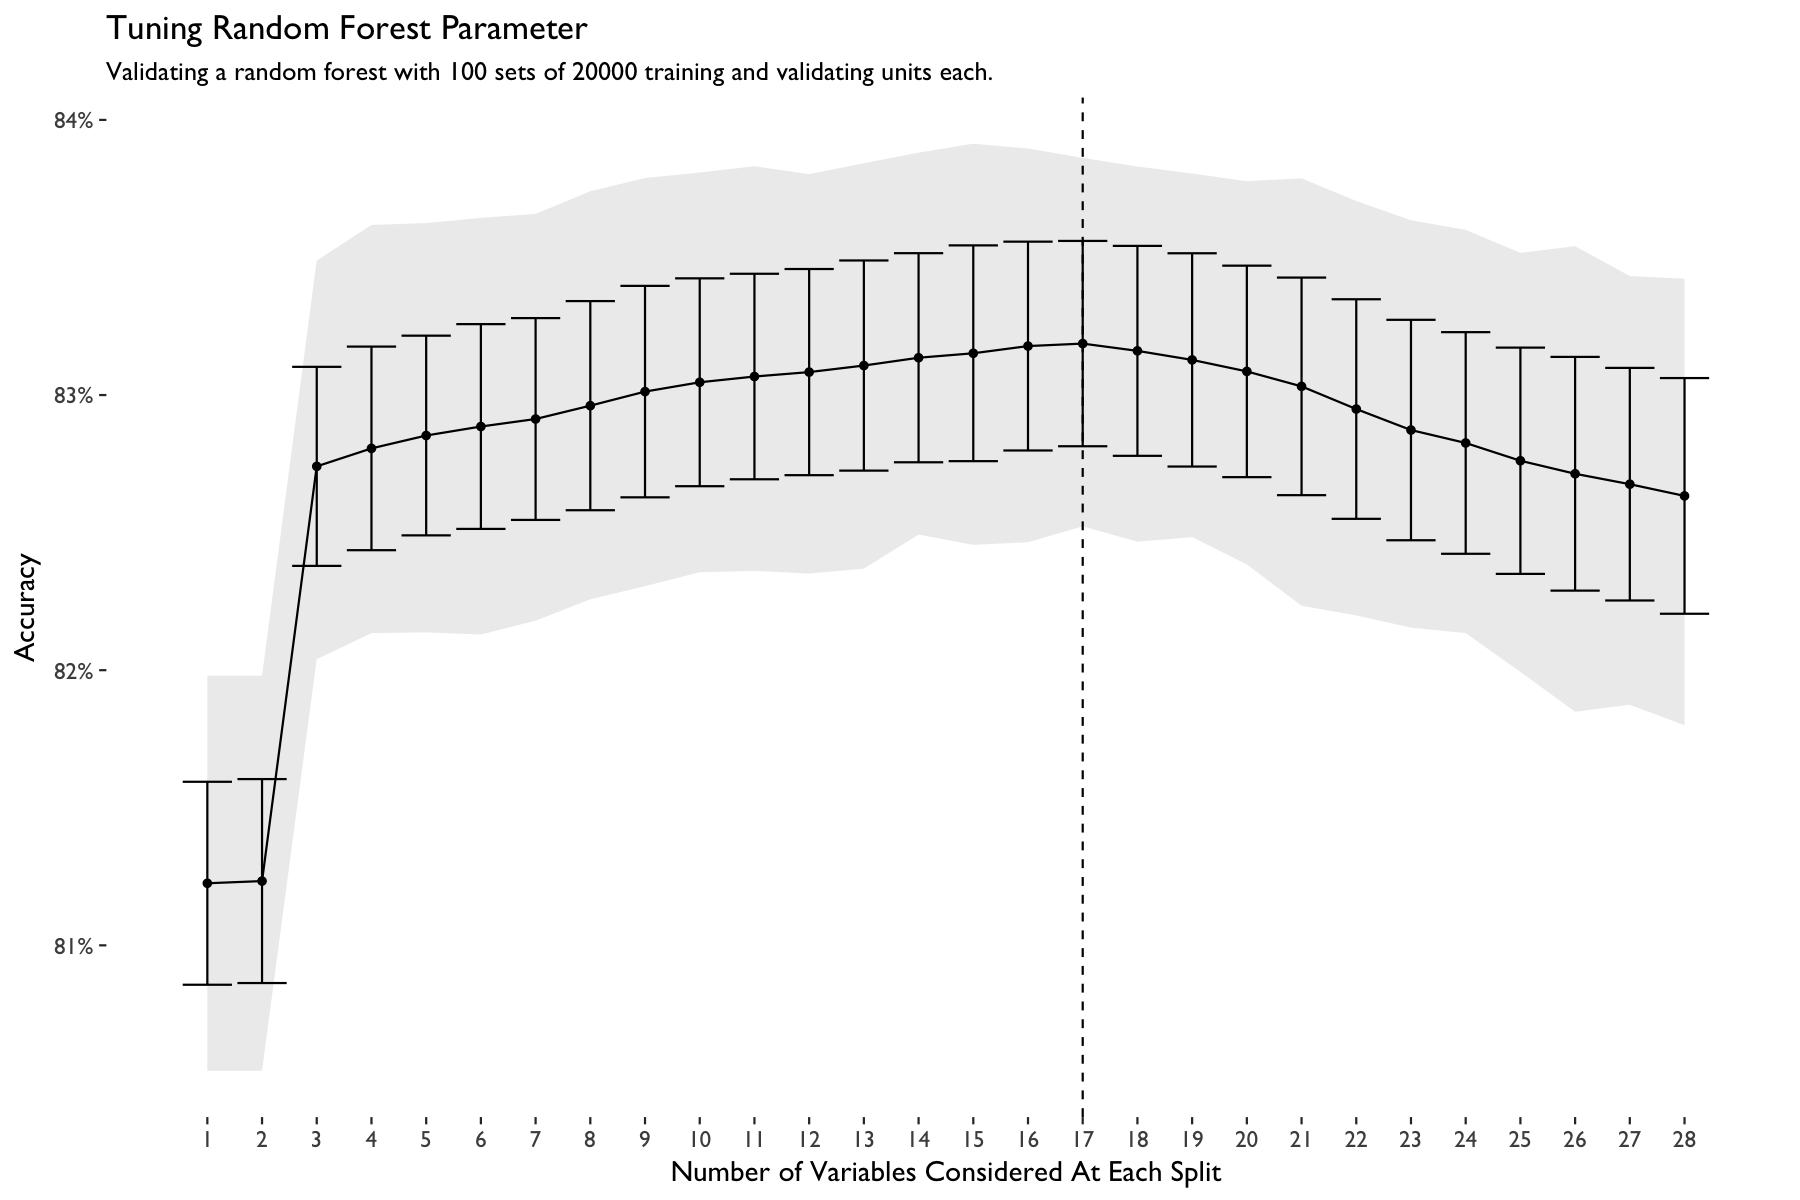 Tuning Random Forest Parameter
Validating a random forest with 100 sets of 20000 training and validating units each.
84%
83%
82%
81%
Accuracy
1 2 3 4 5 6 7 8 9 10 11 12 13 14 15 16 17 18 19 20 21 22 23 24 25 26 27 28
Number of Variables Considered At Each Split